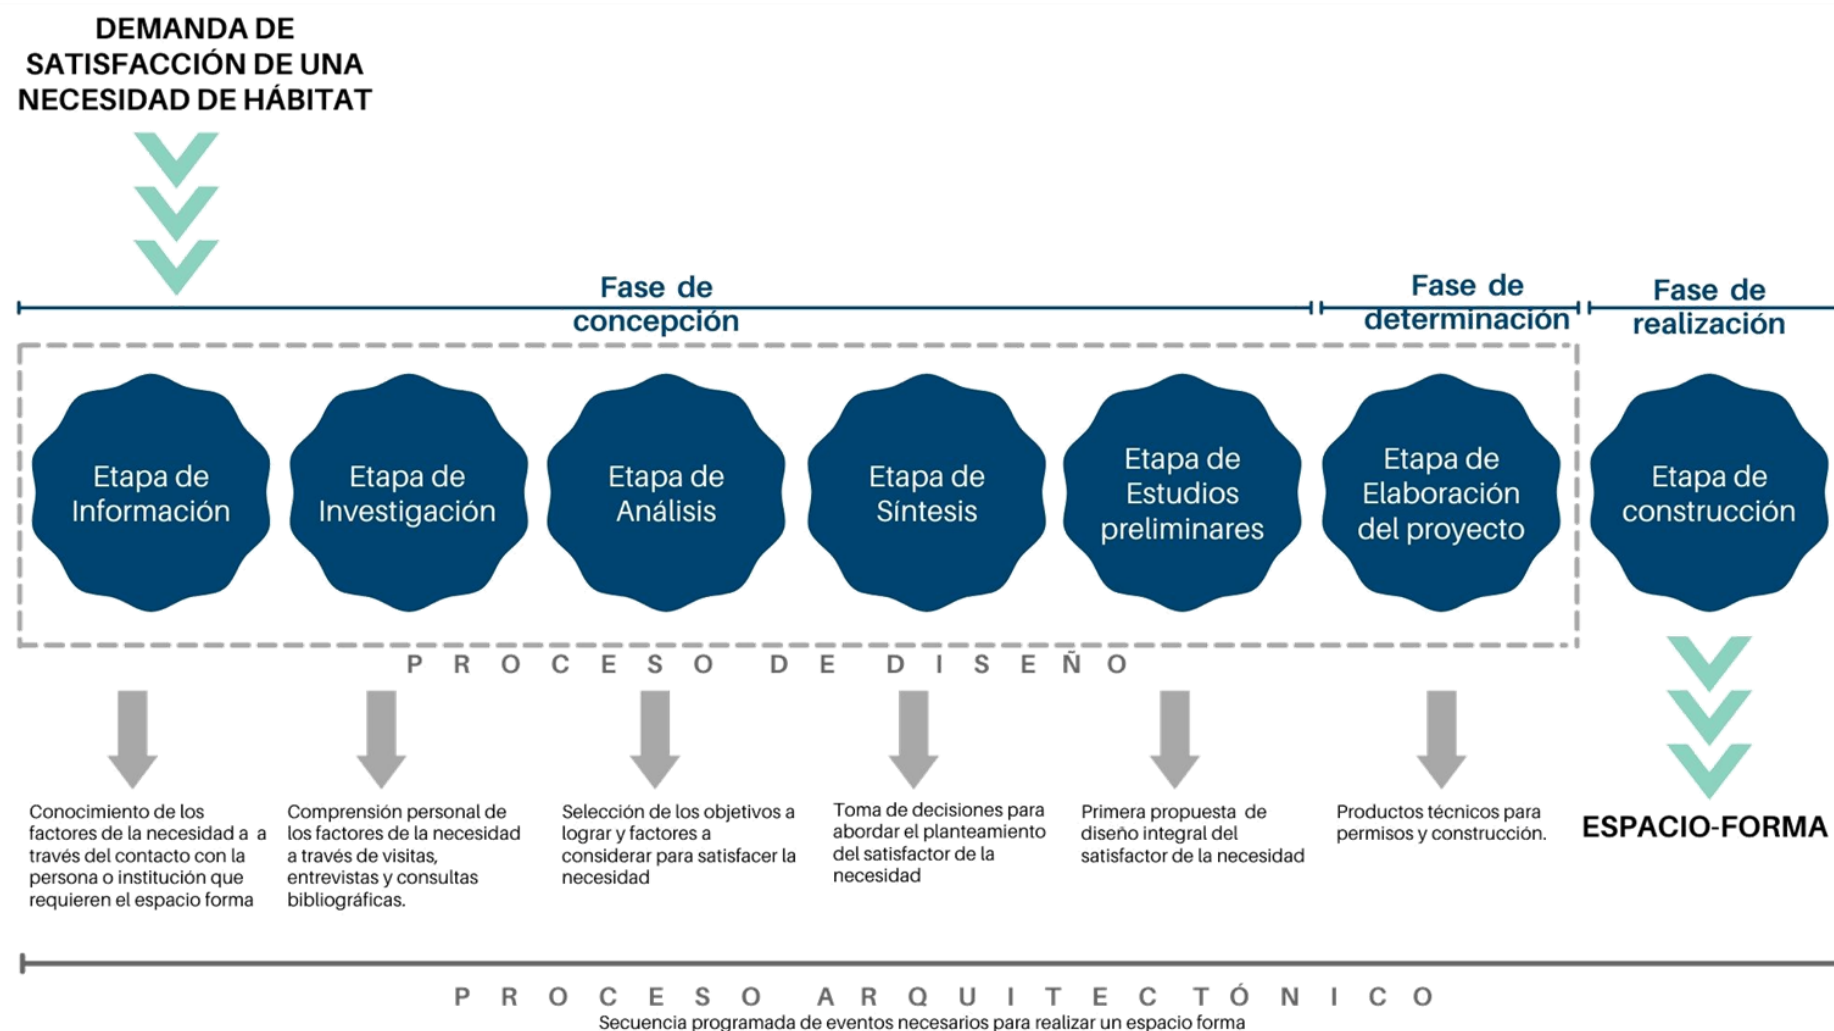 DEMANDA DE
SATISFACCIÓN DE UNA
NECESIDAD DE HÁBITAT
Fase de
concepción
Fase de
determinación
Fase de
realización
Etapa de
Información
Etapa de
Investigación
Etapa de
Análisis
Etapa de
Síntesis
Etapa de
Estudios
preliminares
Etapa de
Elaboración
del proyecto
Etapa de
construcción
PROCESO DE DISEÑO
Conocimiento de los
factores de la necesidad a a
través del contacto con la
persona o institución que
requieren el espacio forma
Comprensión personal de
los factores de la necesidad
a través de visitas,
entrevistas y consultas
bibliográficas.
Selección de los objetivos a
lograr y factores a
considerar para satisfacer la
necesidad
Toma de decisiones para
abordar el planteamiento
del satisfactor de la
necesidad
Primera propuesta de
diseño integral del
satisfactor de la necesidad
Productos técnicos para
permisos y construcción.
ESPACIO-FORMA
PROCESO ARQUITECTÓNICO
Secuencia programada de eventos necesarios para realizar un espacio forma